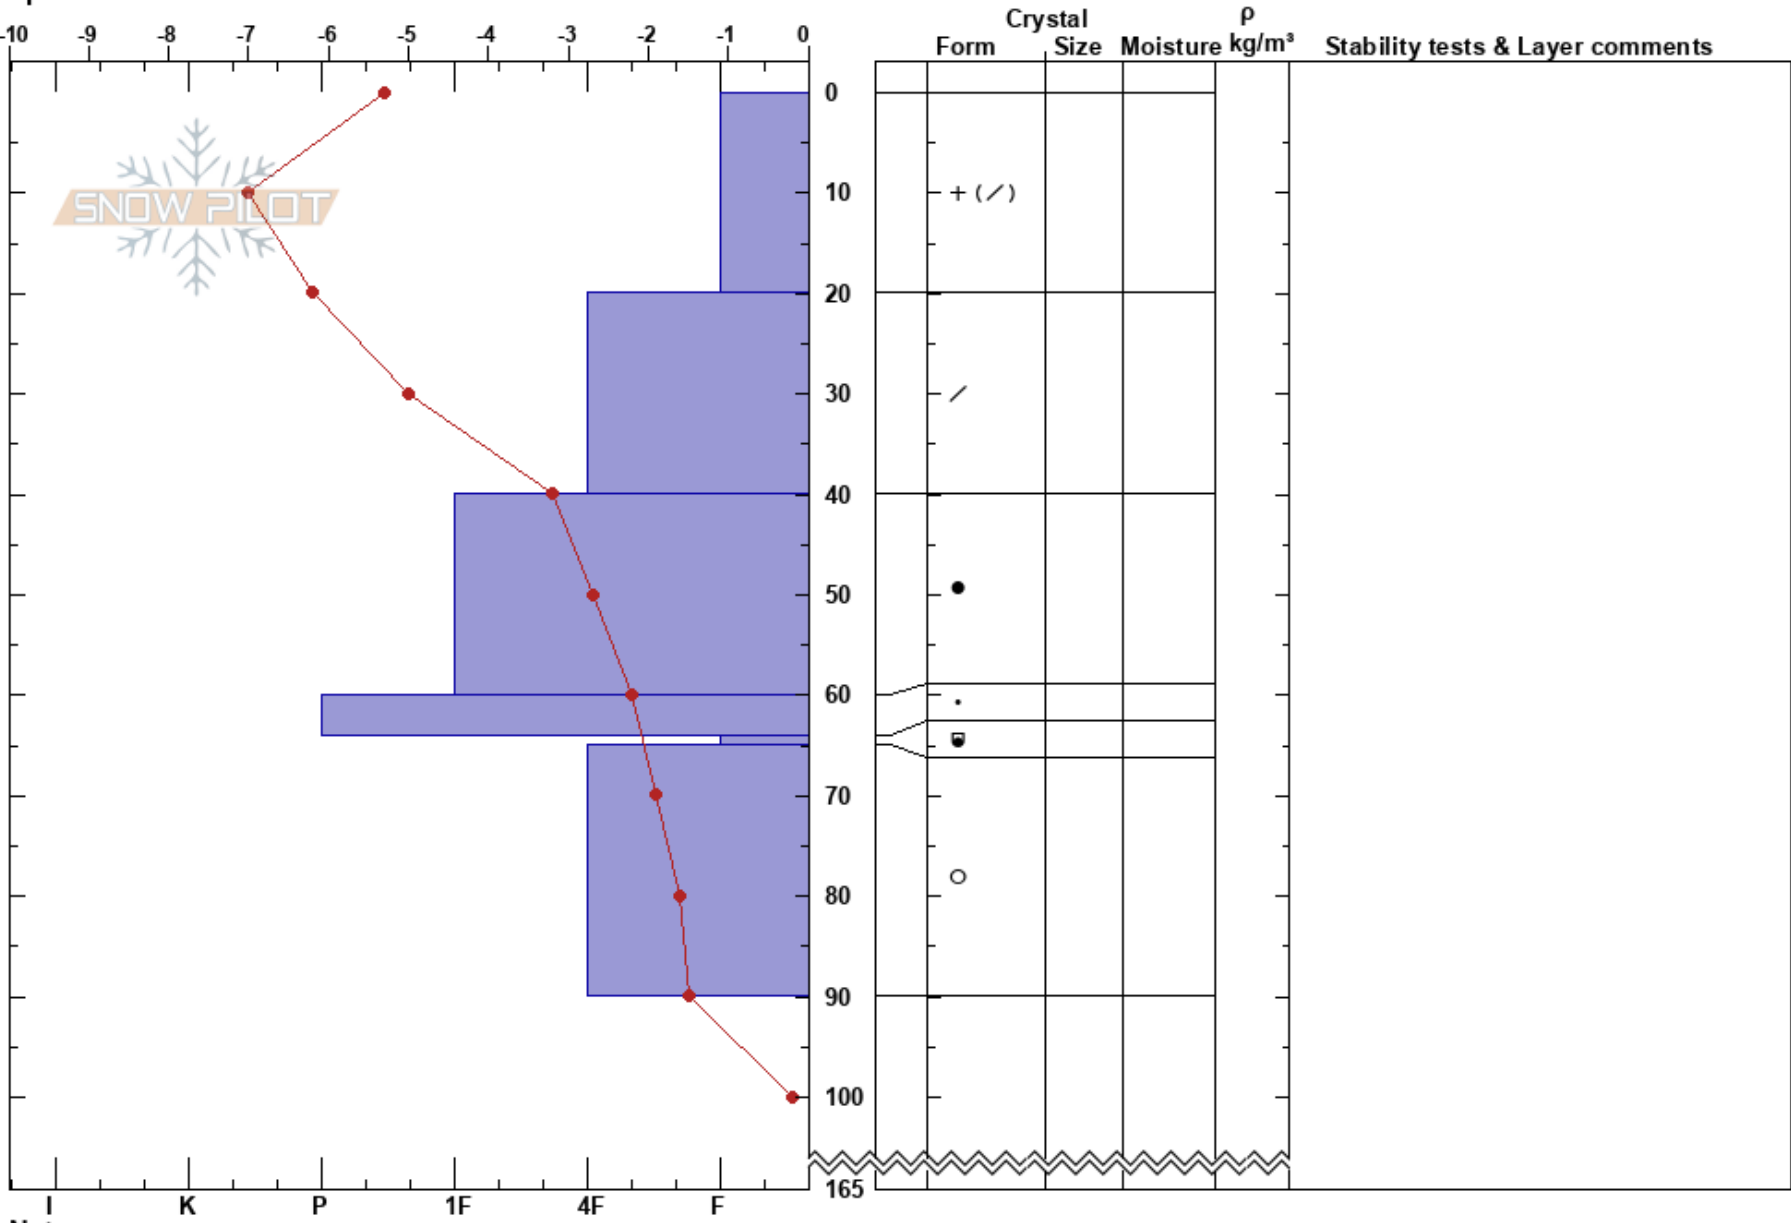 -10 -9 -8 -7 -6 -5 -4 -3 -2 -1 0
Crystal
ρ
Form Size Moisture kg/m³ Stability tests & Layer comments
0
SNOW PILOT
10
+ (/)
20
30
/
40
50
60
70
80
90
100
165
I K P 1F 4F F